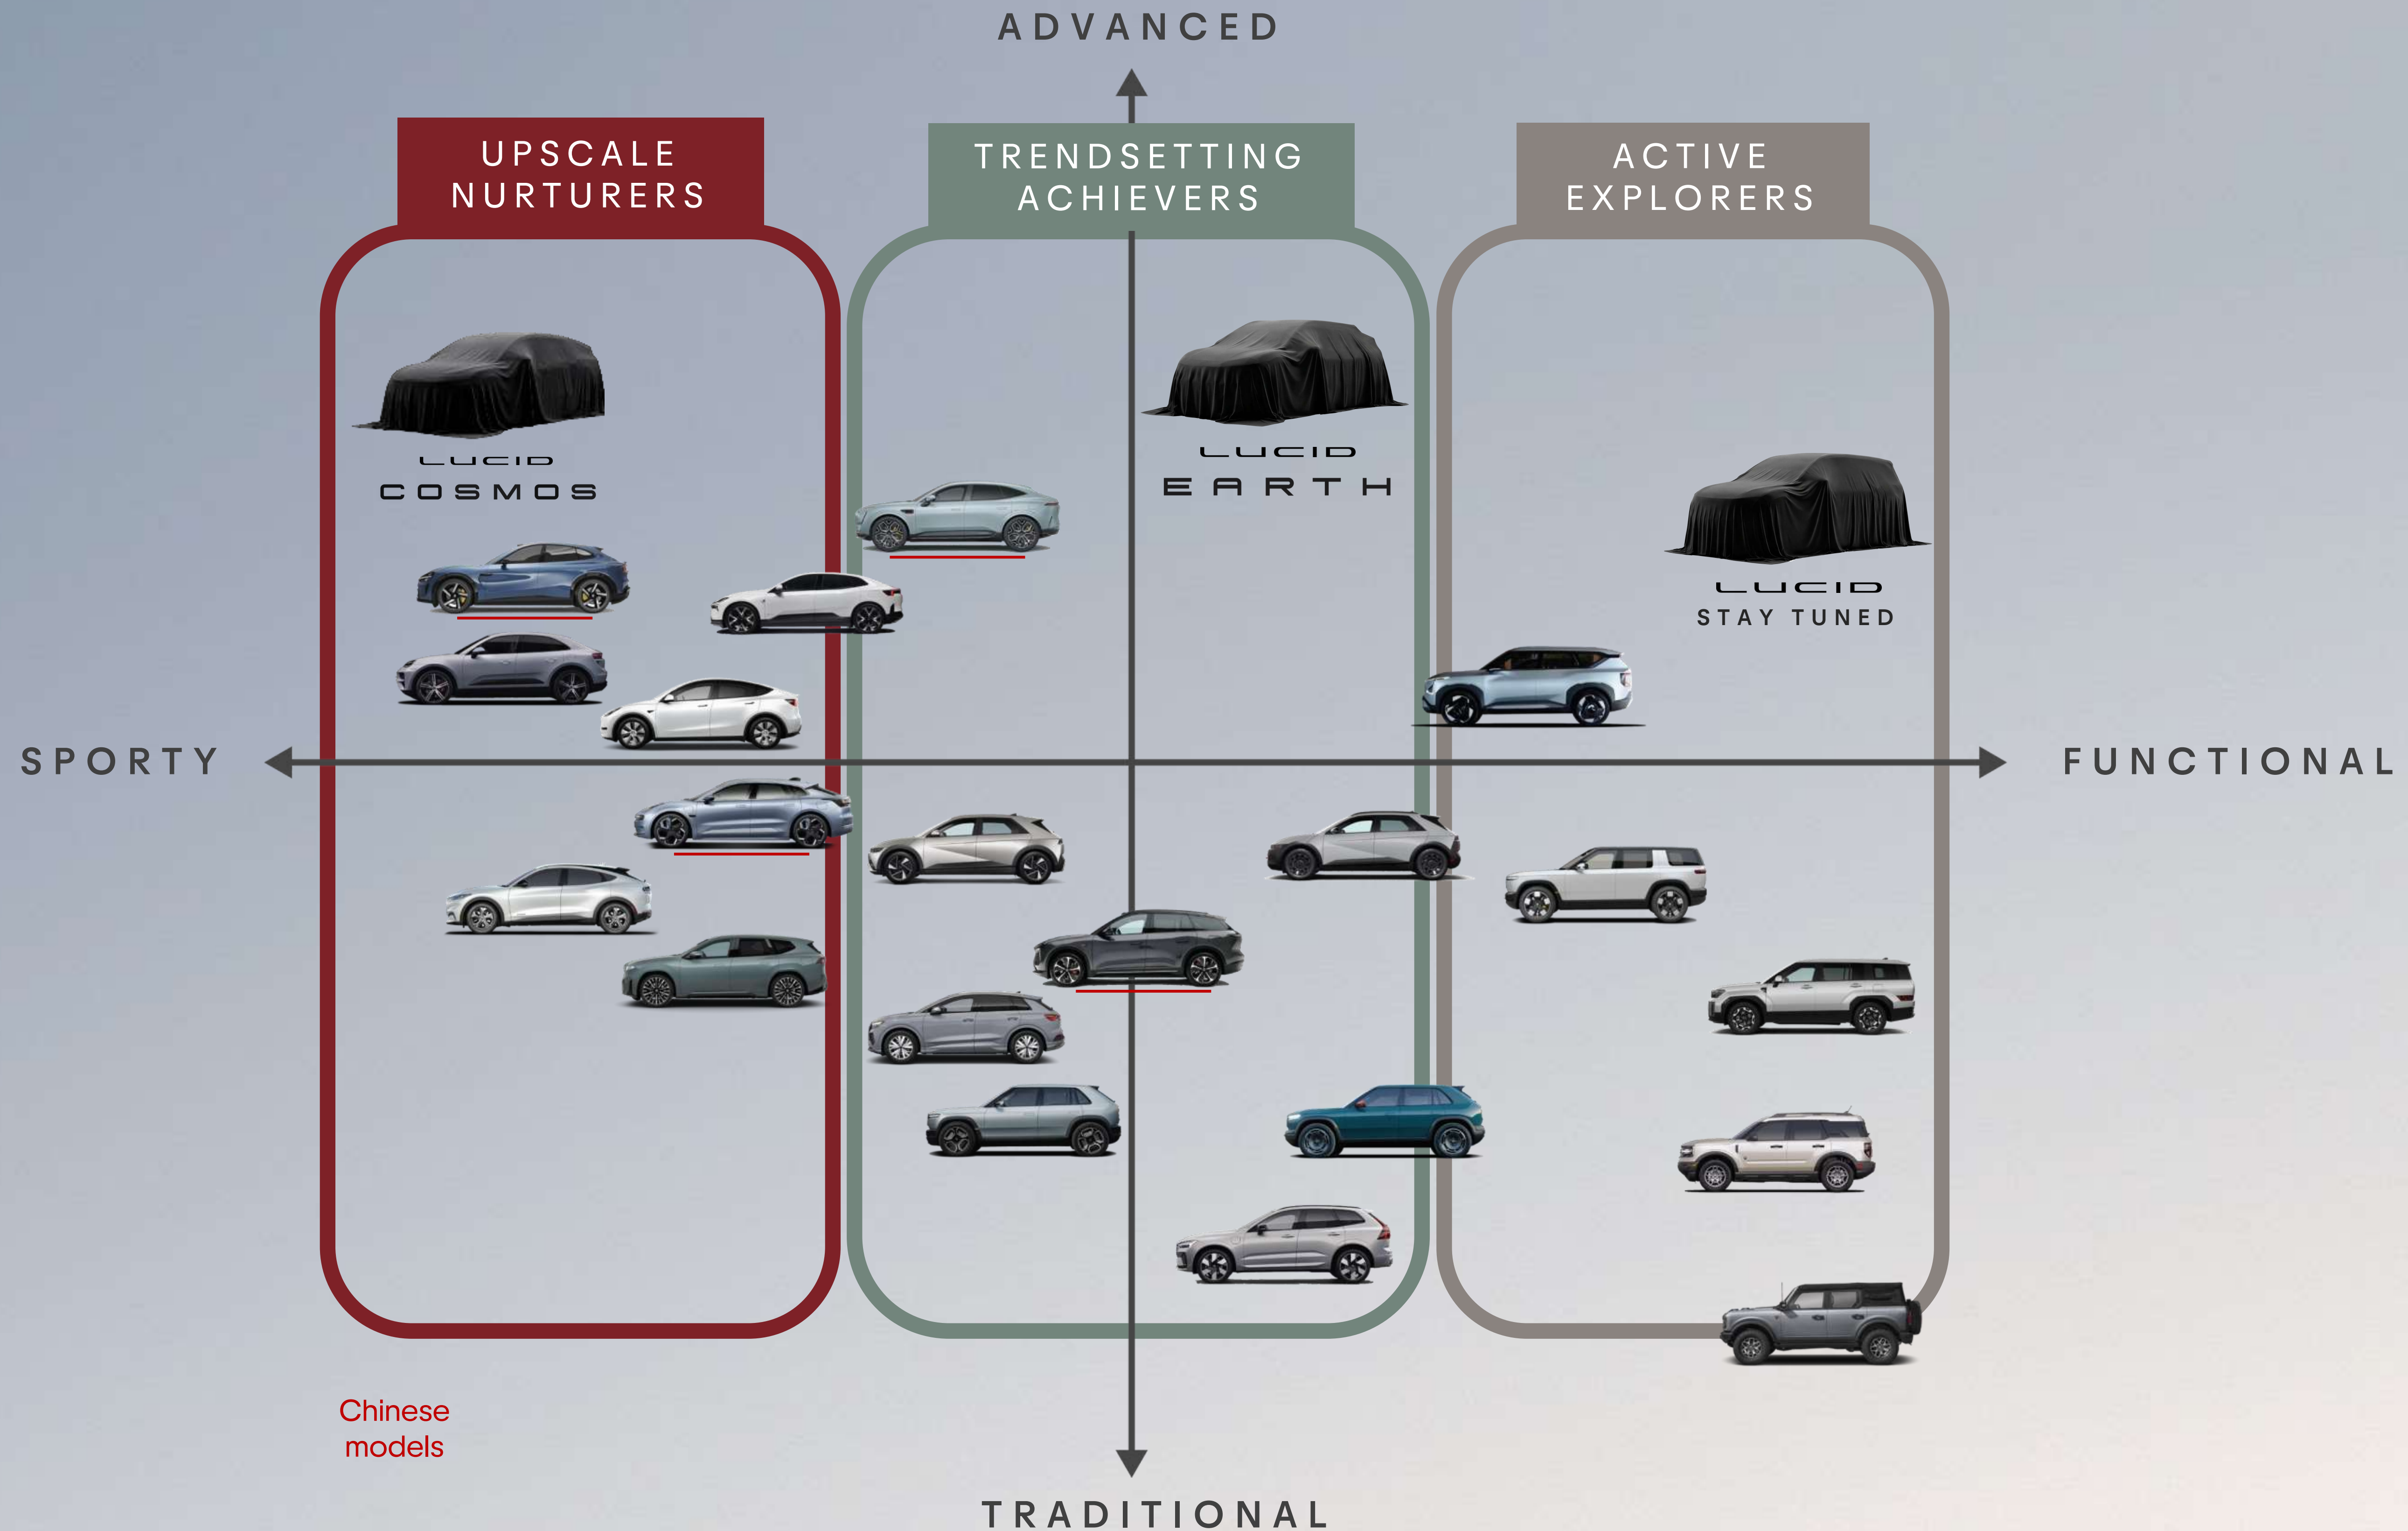 ADVANCED
UPSCALE
NURTURERS
TRENDSETTING
ACHIEVERS
ACTIVE
EXPLORERS
LUCID
COSMOS
LUCID
EARTH
LUCID
STAY TUNED
SPORTY
FUNCTIONAL
Chinese
models
TRADITIONAL